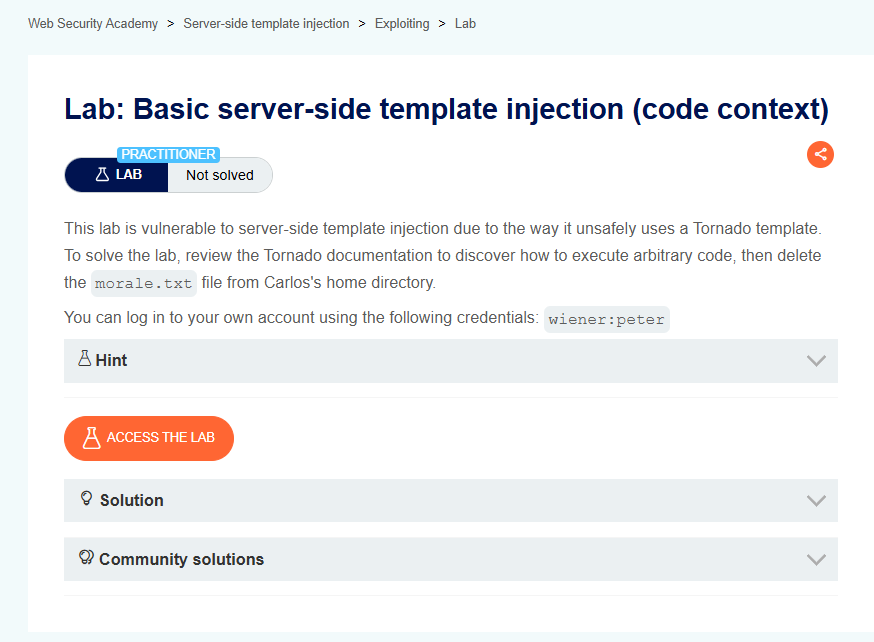 Web Security Academy > Server-side template injection > Exploiting > Lab
Lab: Basic server-side template injection (code context)
PRACTITIONER
LAB Not solved
This lab is vulnerable to server-side template injection due to the way it unsafely uses a Tornado template.
To solve the lab, review the Tornado documentation to discover how to execute arbitrary code, then delete
the morale.txt file from Carlos's home directory.
You can log in to your own account using the following credentials: wiener:peter
Hint
ACCESS THE LAB
Solution
Community solutions